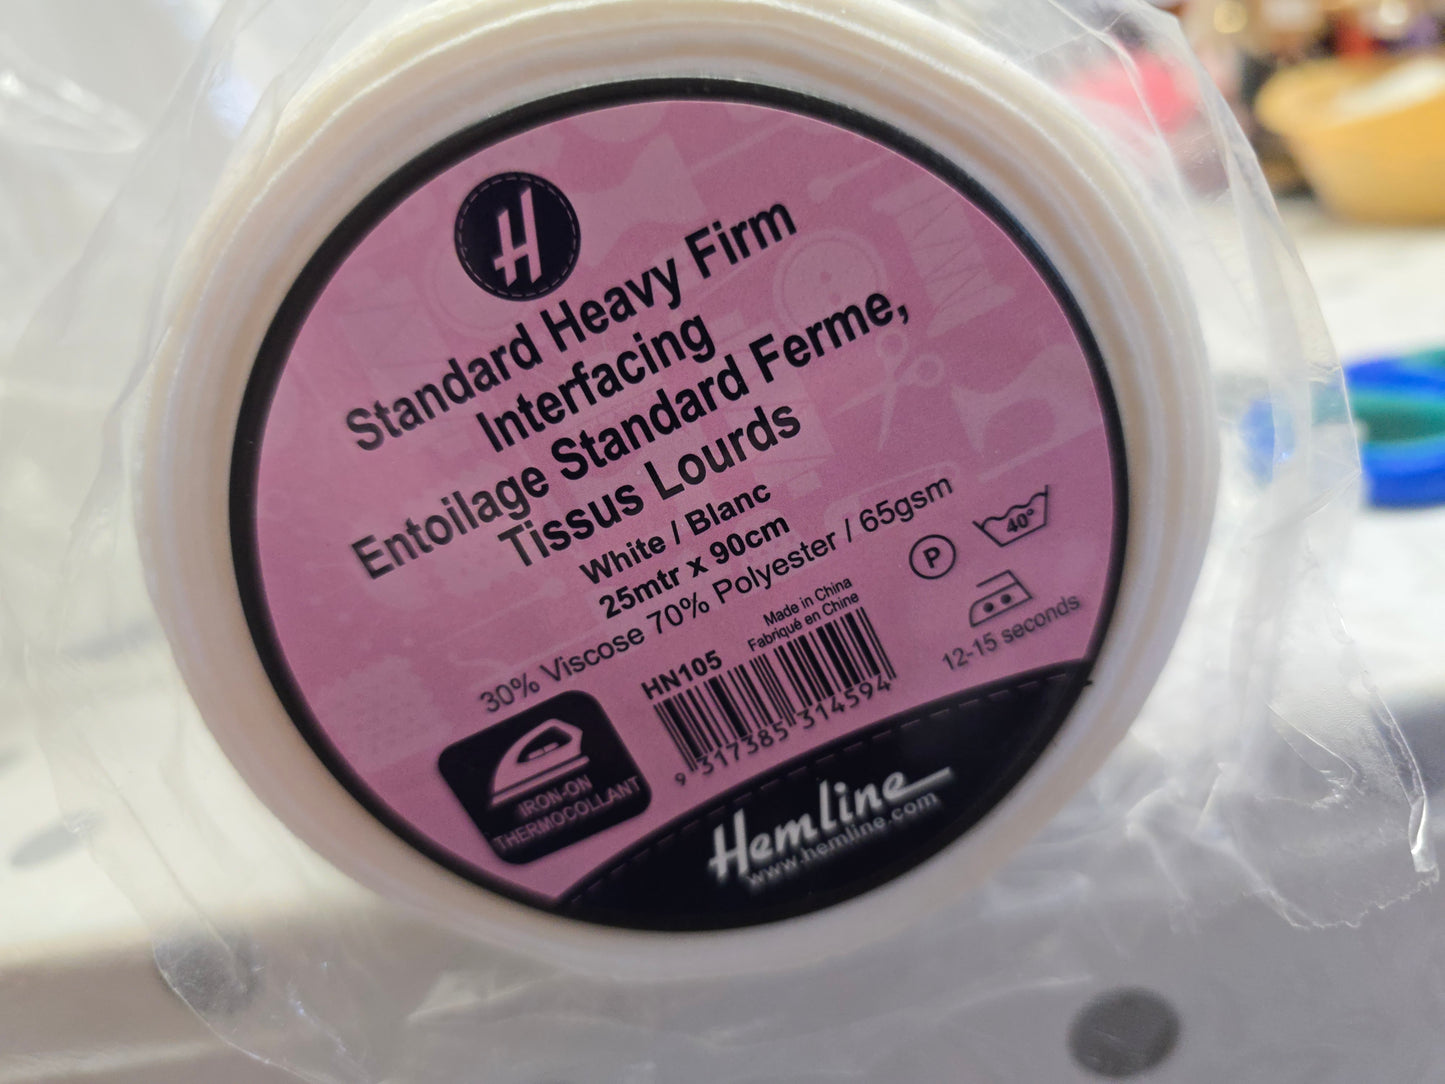 H
Standard Heavy Firm
Interfacing
Entoilage Standard Ferme,
Tissus Lourds
White / Blanc
25mtr x 90cm
30% Viscose 70% Polyester / 65gsm
P
40°
12-15 seconds
Made in China
Fabriqué en Chine
HN105
9 317385 314594
IRON-ON
THERMOCOLLANT
Hemline
www.hemline.com